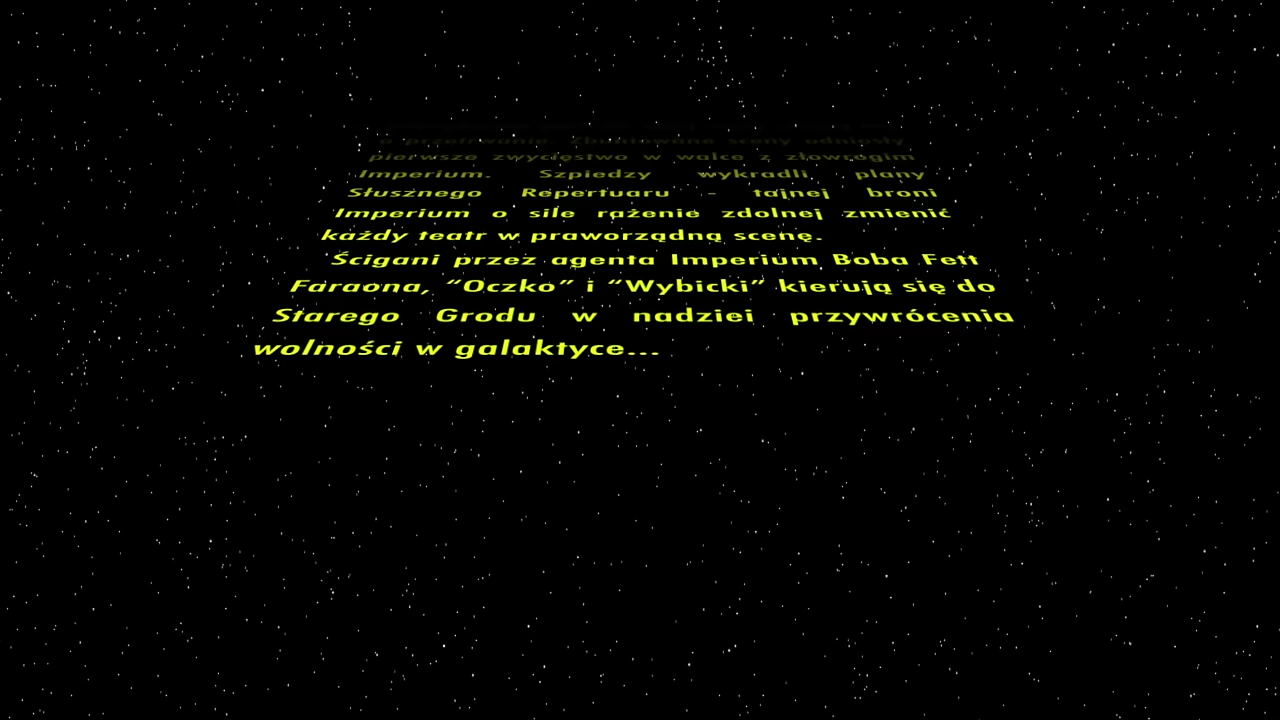 o przetrwanie. Zbuntowane sceny odniosły
pierwsze zwycięstwo w walce z złowrogim
Imperium. Szpiedzy wykradli plany
Słusznego Repertuaru - tajnej broni
Imperium o sile rażenie zdolnej zmienić
każdy teatr w praworządną scenę.
Ścigani przez agenta Imperium Boba Fett
Faraona, “Oczko” i “Wybicki” kierują się do
Starego Grodu w nadziei przywrócenia
wolności w galaktyce...